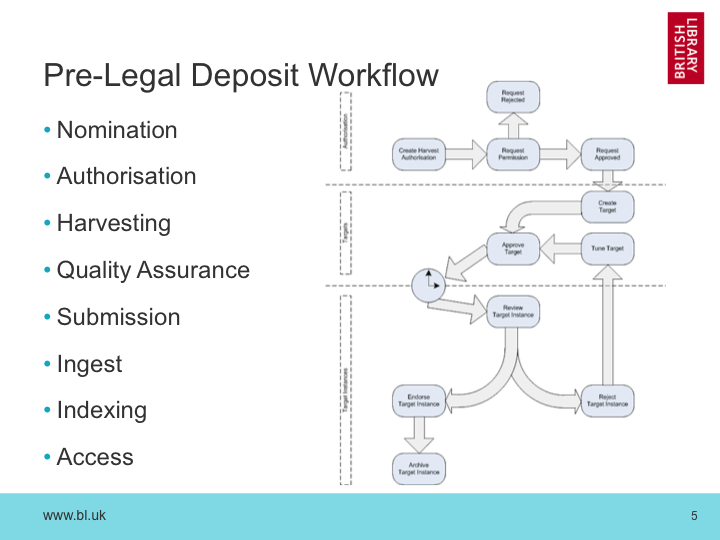 LIBRARY
BRITISH
Pre-Legal Deposit Workflow
• Nomination
• Authorisation
• Harvesting
• Quality Assurance
• Submission
• Ingest
• Indexing
• Access
Authorisation
Request
Rejected
Create Harvest
Authorisation
Request
Permission
Request
Approved
Targets
Create
Target
Approve
Target
Tune Target
Target Instances
Review
Target Instance
Endorse
Target Instance
Reject
Target Instance
Archive
Target Instance
www.bl.uk
5